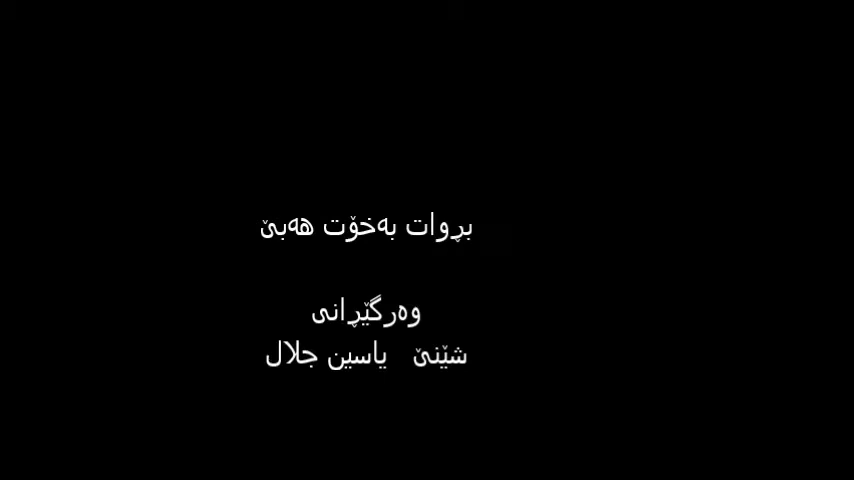 بڕوات بەخۆت هەبێ
وەرگێڕانی
شێنێ یاسین جلال